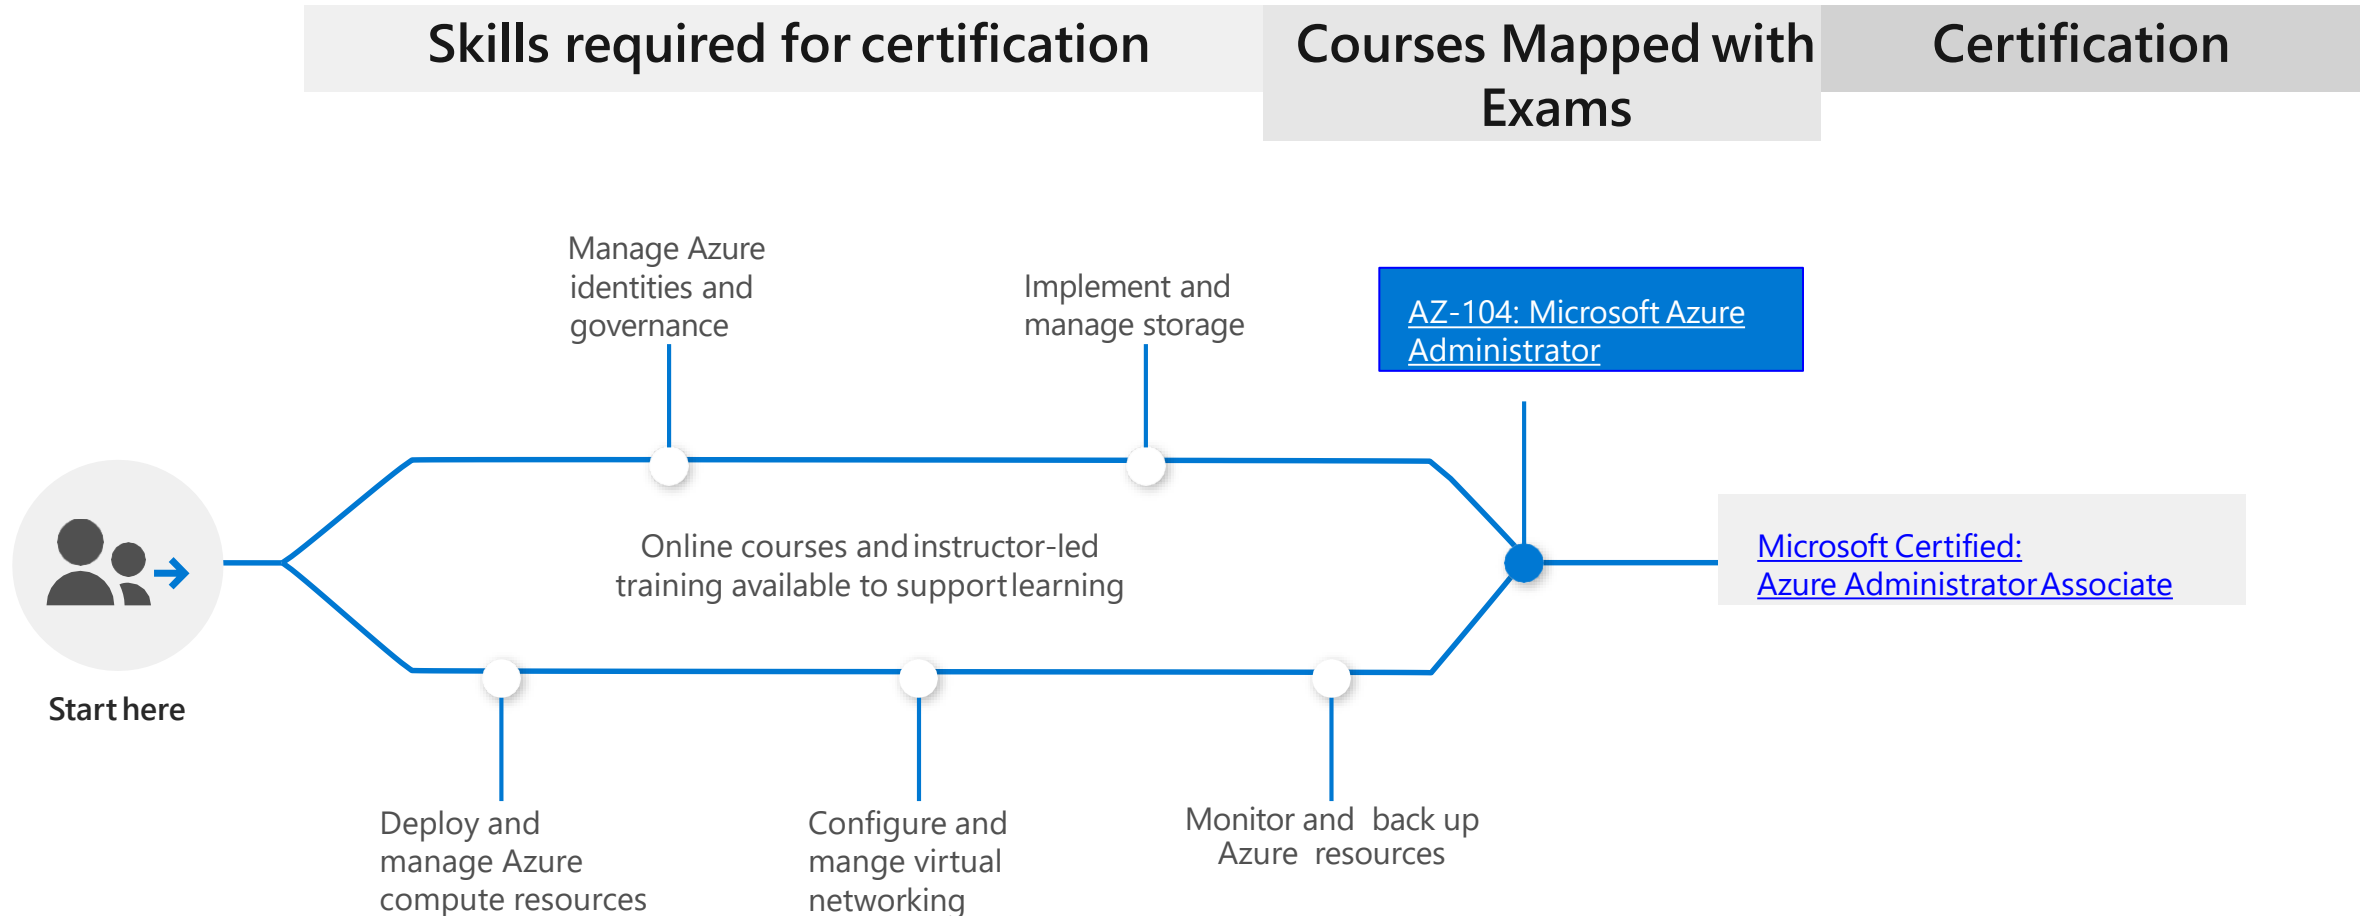 Skills required for certification
Courses Mapped with
Exams
Certification
Manage Azure
identities and
governance
Implement and
manage storage
AZ-104: Microsoft Azure
Administrator
Online courses and instructor-led
training available to support learning
Microsoft Certified:
Azure Administrator Associate
Start here
Deploy and
manage Azure
compute resources
Configure and
mange virtual
networking
Monitor and back up
Azure resources